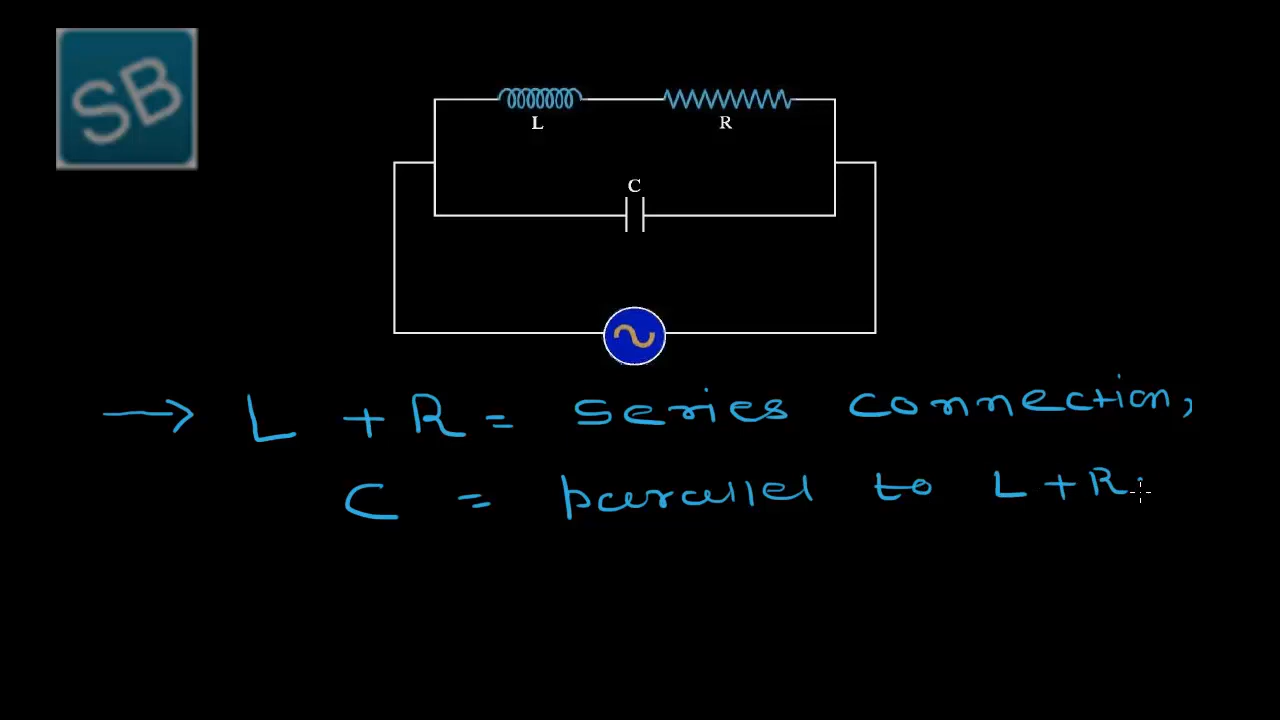 SB
L R
C
→ L + R = series connection,
C = parallel to L + R.